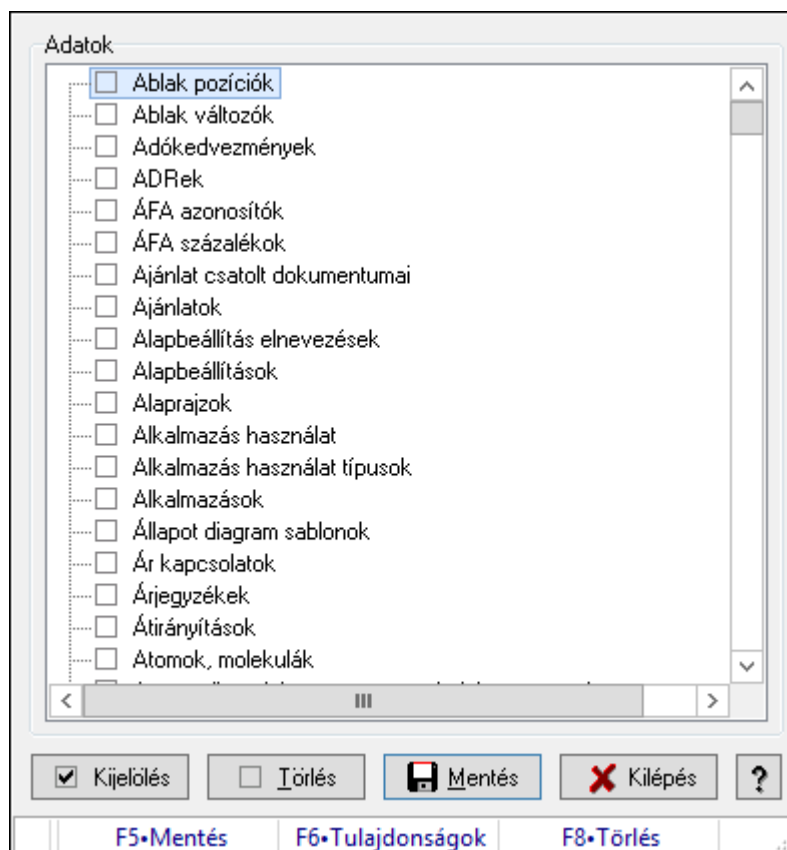 Adatok
Ablak pozíciók
Ablak változók
Adókedvezmények
ADRek
ÁFA azonosítók
ÁFA százalékok
Ajánlat csatolt dokumentumai
Ajánlatok
Alapbeállítás elnevezések
Alapbeállítások
Alaprajzok
Alkalmazás használat
Alkalmazás használat típusok
Alkalmazások
Állapot diagram sablonok
Ár kapcsolatok
Árjegyzékek
Átirányítások
Atomok, molekulák
Kijelölés Törlés Mentés Kilépés ?
F5•Mentés F6•Tulajdonságok F8•Törlés